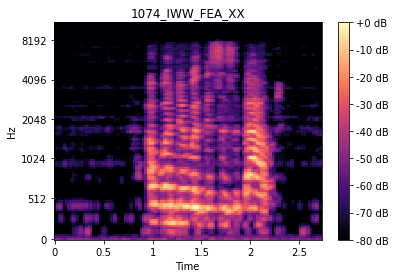 1074_IWW_FEA_XX
+0 dB
8192
-10 dB
4096
-20 dB
-30 dB
2048
Hz
-40 dB
1024
-50 dB
512
-60 dB
-70 dB
0
-80 dB
0 0.5 1 1.5 2 2.5
Time